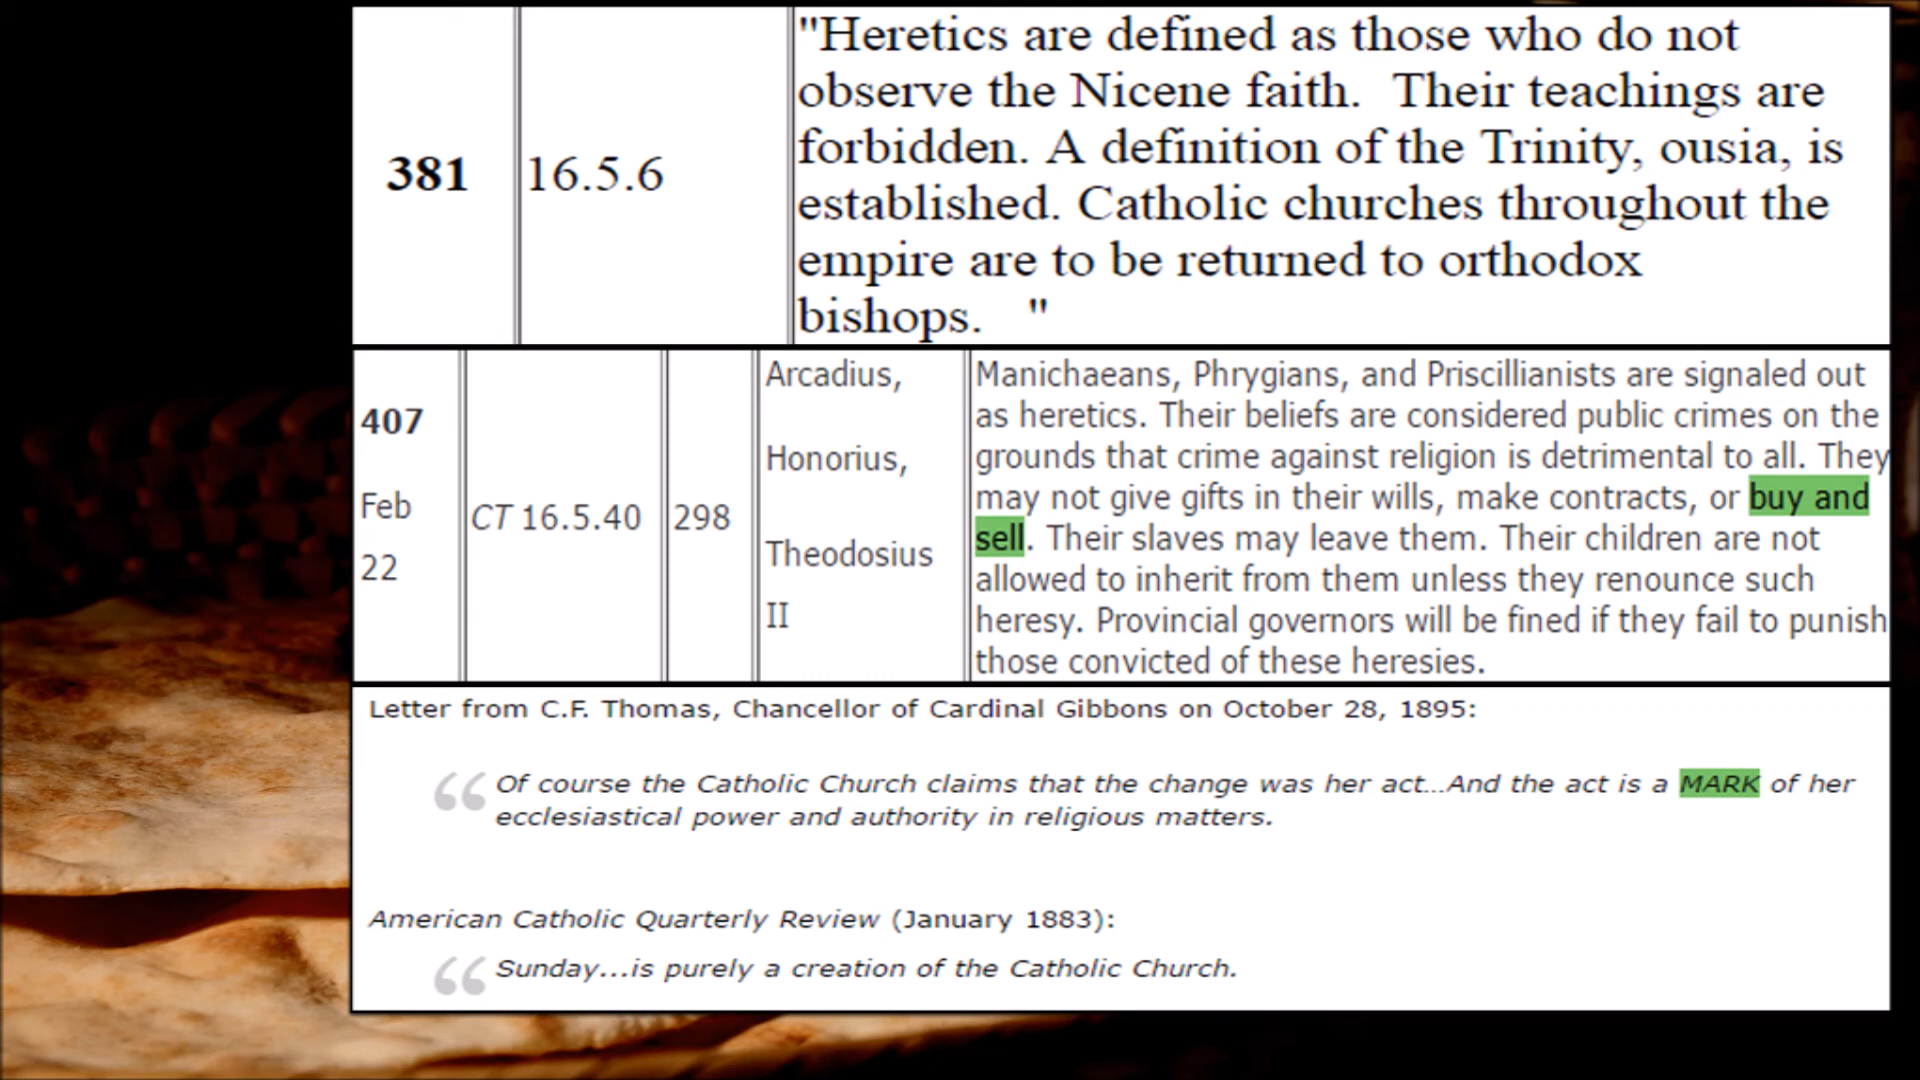 "Heretics are defined as those who do not
observe the Nicene faith.  Their teachings are
forbidden. A definition of the Trinity, ousia, is
established. Catholic churches throughout the
empire are to be returned to orthodox
bishops.   "
381
16.5.6
407
Feb
22
CT 16.5.40
298
Arcadius,
Honorius,
Theodosius
II
Manichaeans, Phrygians, and Priscillianists are signaled out
as heretics. Their beliefs are considered public crimes on the
grounds that crime against religion is detrimental to all. They
may not give gifts in their wills, make contracts, or buy and
sell. Their slaves may leave them. Their children are not
allowed to inherit from them unless they renounce such
heresy. Provincial governors will be fined if they fail to punish
those convicted of these heresies.
Letter from C.F. Thomas, Chancellor of Cardinal Gibbons on October 28, 1895:
“Of course the Catholic Church claims that the change was her act...And the act is a MARK of her
ecclesiastical power and authority in religious matters.
American Catholic Quarterly Review (January 1883):
“Sunday...is purely a creation of the Catholic Church.